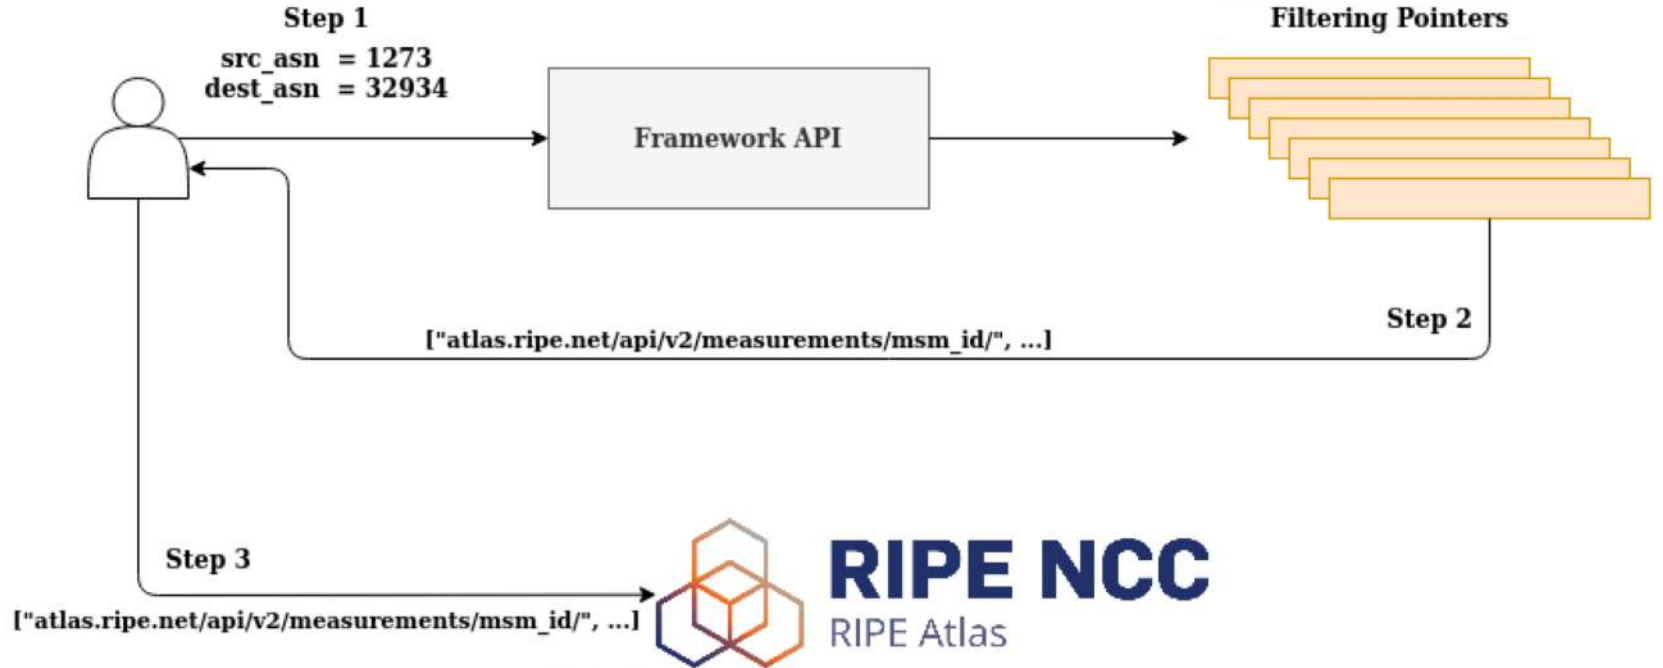 Step 1
src_asn = 1273
dest_asn = 32934
Framework API
Filtering Pointers
Step 2
["atlas.ripe.net/api/v2/measurements/msm_id/", ...]
Step 3
["atlas.ripe.net/api/v2/measurements/msm_id/", ...]
RIPE NCC
RIPE Atlas